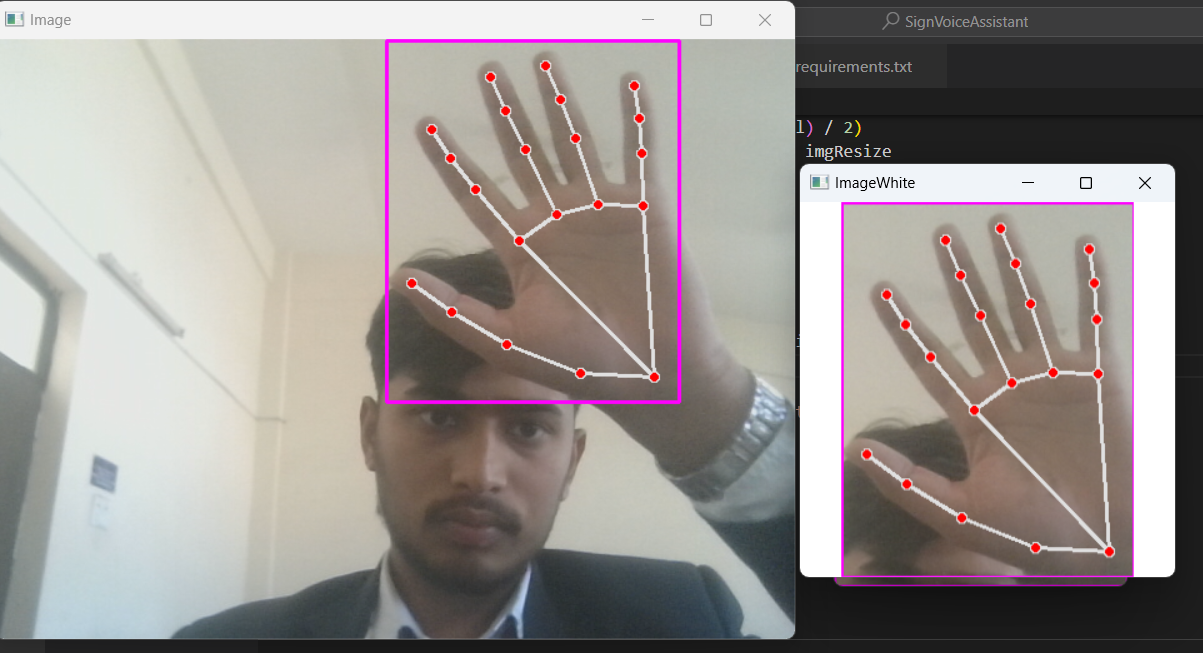 Image
SignVoiceAssistant
requirements.txt
l) / 2)
imgResize
ImageWhite